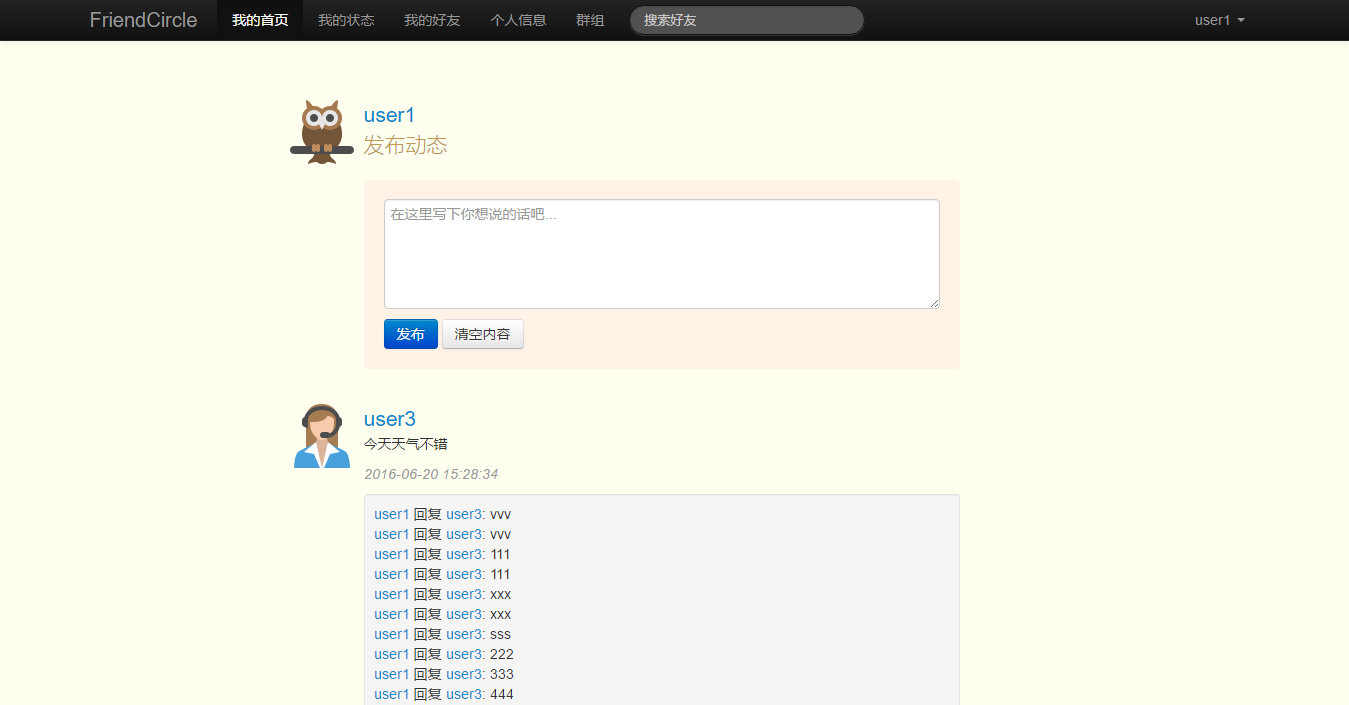 FriendCircle 我的首页 我的状态 我的好友 个人信息 群组 搜索好友 user1
user1
发布动态
在这里写下你想说的话吧...
发布 清空内容
user3
今天天气不错
2016-06-20 15:28:34
user1 回复 user3: vvv
user1 回复 user3: vvv
user1 回复 user3: 111
user1 回复 user3: 111
user1 回复 user3: xxx
user1 回复 user3: xxx
user1 回复 user3: sss
user1 回复 user3: 222
user1 回复 user3: 333
user1 回复 user3: 444